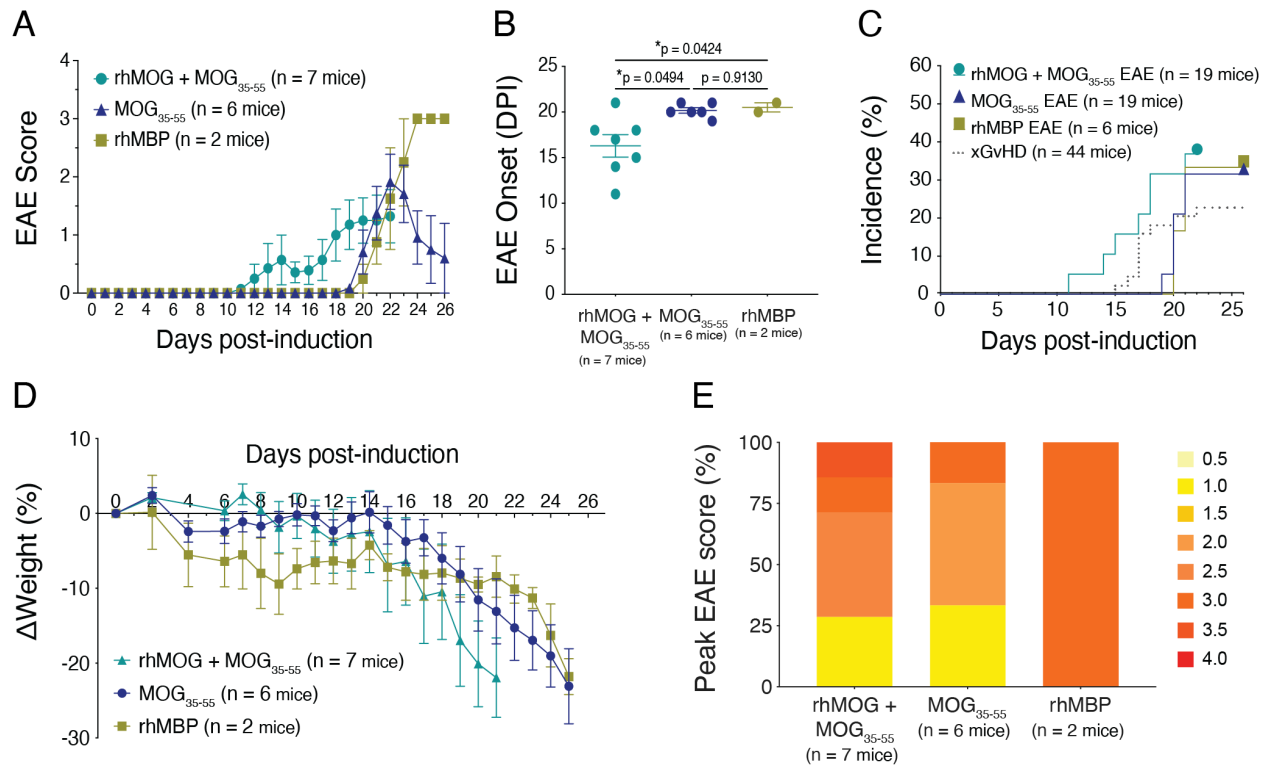 A
EAE Score
4
3
2
1
0
rhMOG + MOG35-55 (n = 7 mice)
MOG35-55 (n = 6 mice)
rhMBP (n = 2 mice)
0 2 4 6 8 10 12 14 16 18 20 22 24 26
Days post-induction
B
EAE Onset (DPI)
25
20
15
10
5
0
*p = 0.0424
*p = 0.0494
p = 0.9130
rhMOG + MOG35-55 (n = 7 mice)
MOG35-55 (n = 6 mice)
rhMBP (n = 2 mice)
C
Incidence (%)
60
50
40
30
20
10
0
rhMOG + MOG35-55 EAE (n = 19 mice)
MOG35-55 EAE (n = 19 mice)
rhMBP EAE (n = 6 mice)
xGvHD (n = 44 mice)
0 5 10 15 20 25
Days post-induction
D
ΔWeight (%)
10
0
-10
-20
-30
Days post-induction
0 2 4 6 8 10 12 14 16 18 20 22 24 26
rhMOG + MOG35-55 (n = 7 mice)
MOG35-55 (n = 6 mice)
rhMBP (n = 2 mice)
E
Peak EAE score (%)
100
75
50
25
0
rhMOG + MOG35-55 (n = 7 mice)
MOG35-55 (n = 6 mice)
rhMBP (n = 2 mice)
0.5
1.0
1.5
2.0
2.5
3.0
3.5
4.0